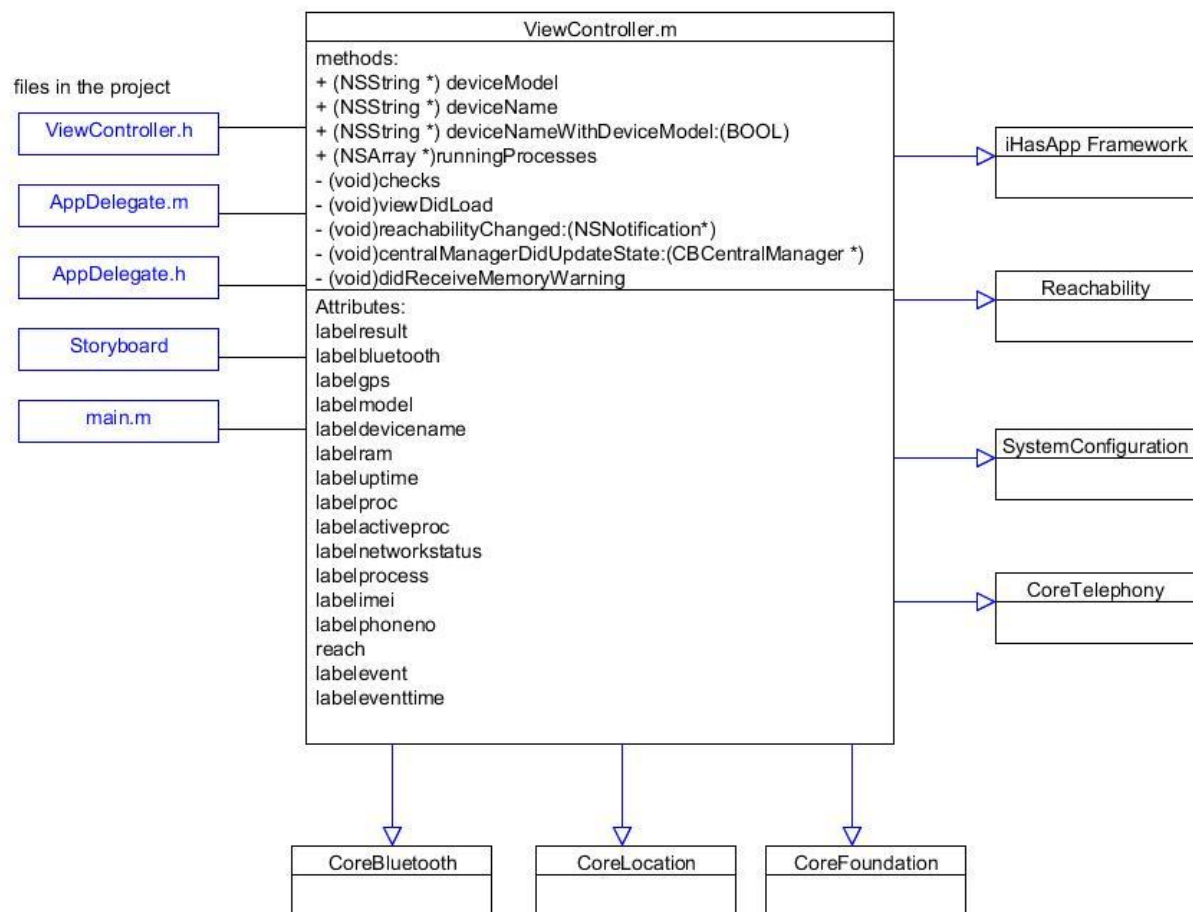 ViewController.m
methods:
+ (NSString *) deviceModel
+ (NSString *) deviceName
+ (NSString *) deviceNameWithDeviceModel:(BOOL)
+ (NSArray *)runningProcesses
- (void)checks
- (void)viewDidLoad
- (void)reachabilityChanged:(NSNotification*)
- (void)centralManagerDidUpdateState:(CBCentralManager *)
- (void)didReceiveMemoryWarning
Attributes:
labelresult
labelbluetooth
labelgps
labelmodel
labeldevicename
labelram
labeluptime
labelproc
labelactiveproc
labelnetworkstatus
labelprocess
labelimei
labelphoneno
reach
labelevent
labeleventtime
files in the project
ViewController.h
AppDelegate.m
AppDelegate.h
Storyboard
main.m
iHasApp Framework
Reachability
SystemConfiguration
CoreTelephony
CoreBluetooth
CoreLocation
CoreFoundation